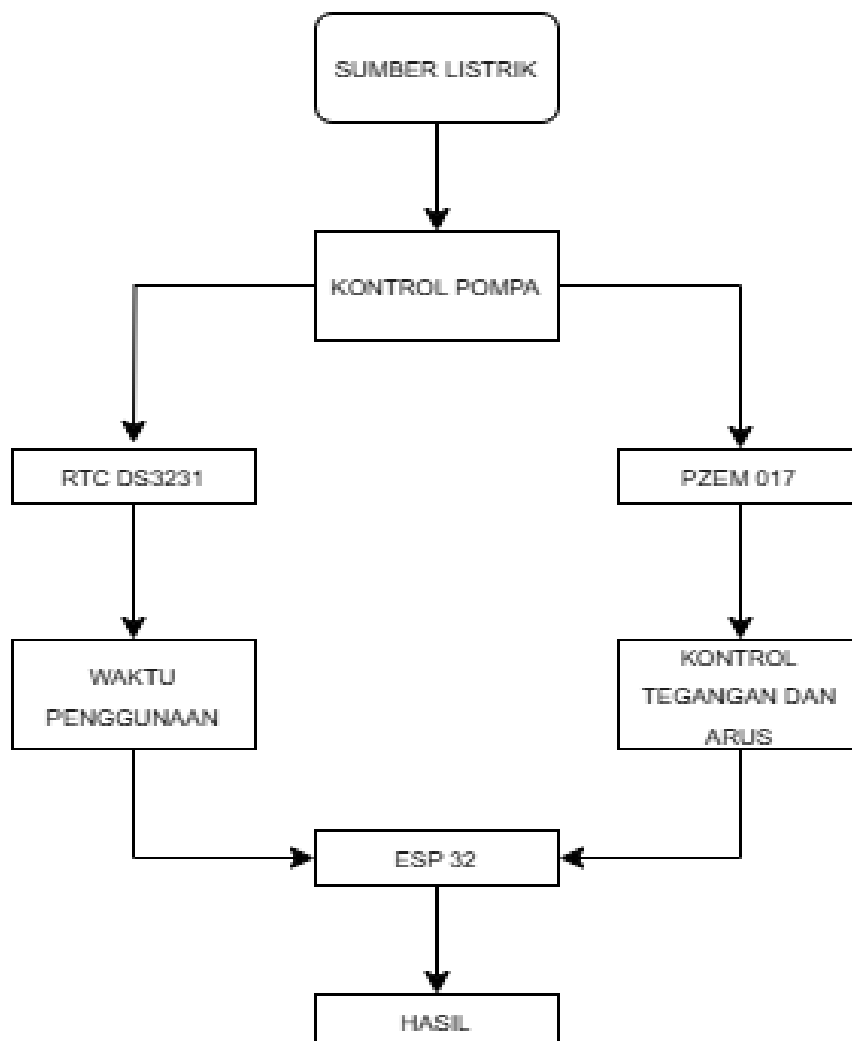 SUMBER LISTRIK
KONTROL POMPA
RTC DS3231
PZEM 017
WAKTU
PENGGUNAAN
KONTROL
TEGANGAN DAN
ARUS
ESP 32
HASIL